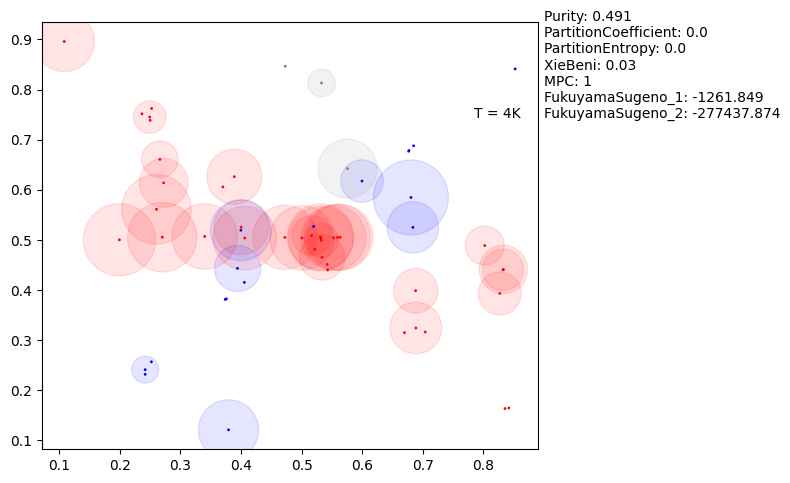 Purity: 0.491
PartitionCoefficient: 0.0
PartitionEntropy: 0.0
XieBeni: 0.03
MPC: 1
FukuyamaSugeno_1: -1261.849
FukuyamaSugeno_2: -277437.874
T = 4K
0.9
0.8
0.7
0.6
0.5
0.4
0.3
0.2
0.1
0.1 0.2 0.3 0.4 0.5 0.6 0.7 0.8